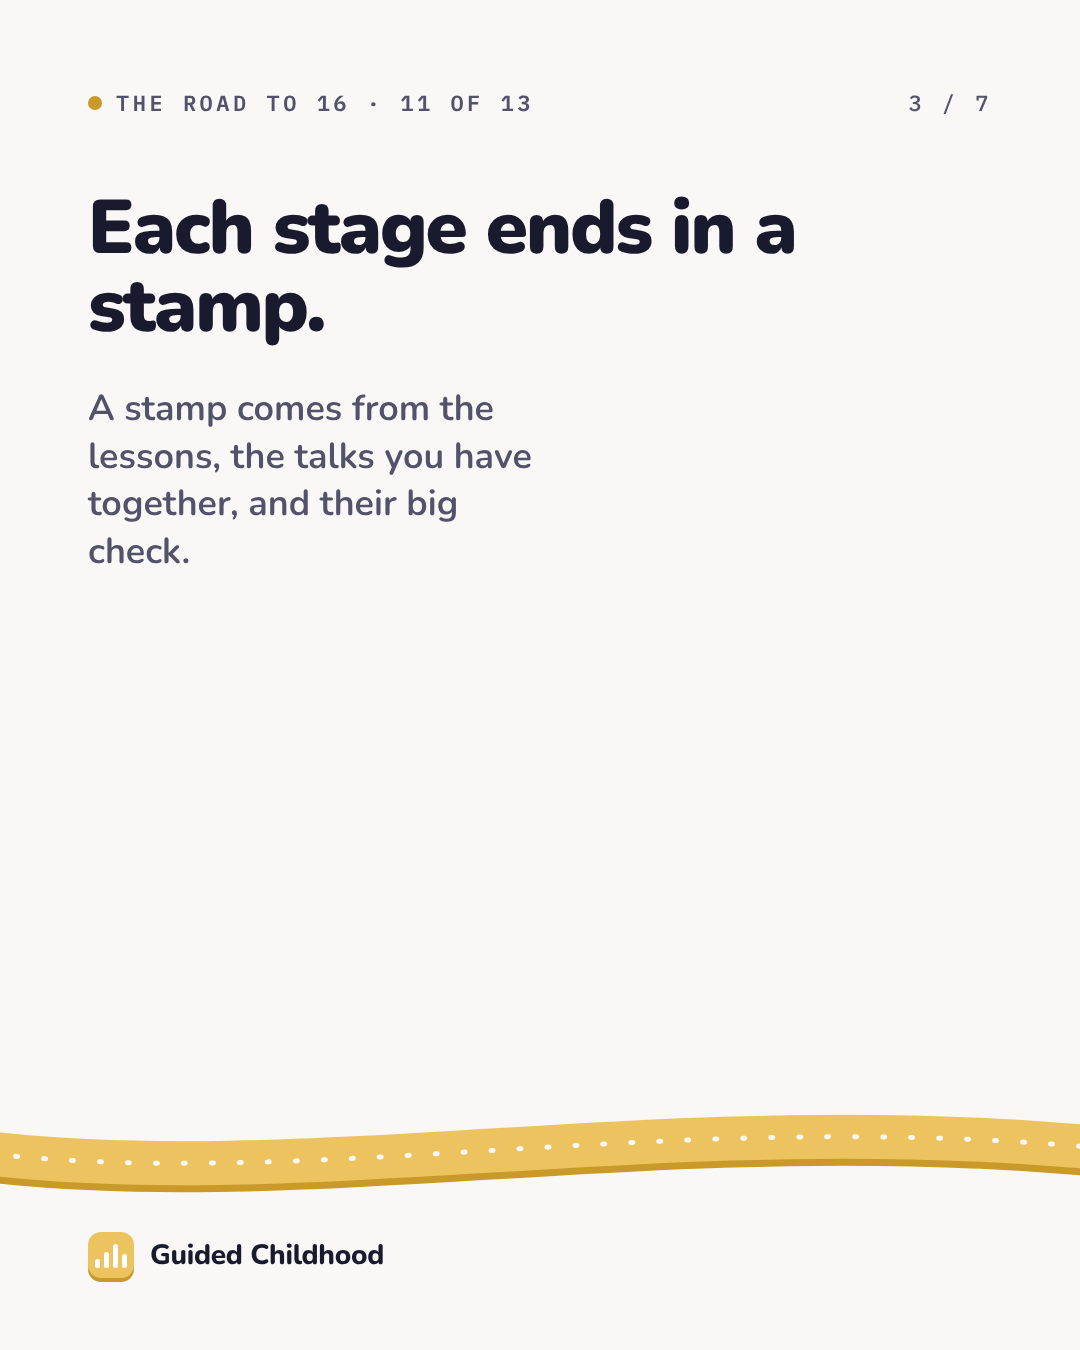 THE ROAD TO 16 · 11 OF 13
3 / 7
Each stage ends in a
stamp.
A stamp comes from the
lessons, the talks you have
together, and their big
check.
Guided Childhood